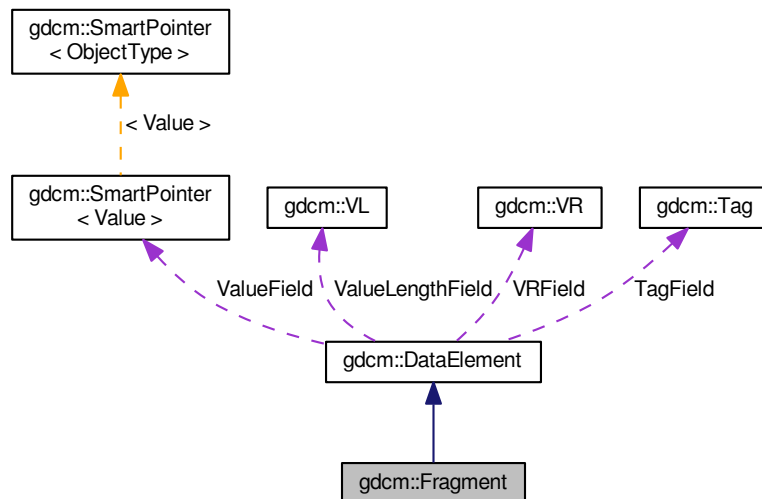 gdcm::SmartPointer
< ObjectType >
< Value >
gdcm::SmartPointer
< Value >
gdcm::VL
gdcm::VR
gdcm::Tag
ValueField
ValueLengthField
VRField
TagField
gdcm::DataElement
gdcm::Fragment